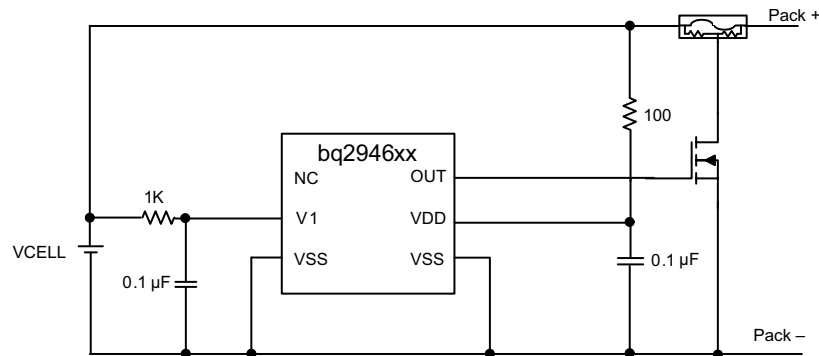 Pack +
100
bq2946xx
NC
OUT
1K
V1
VDD
VCELL
VSS
VSS
0.1 µF
0.1 µF
Pack –